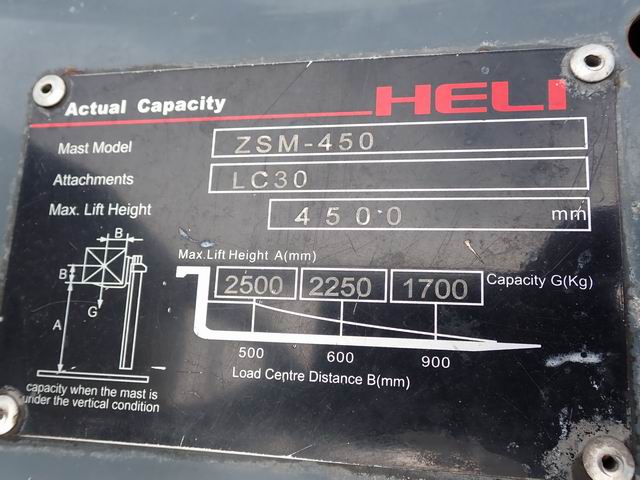 Actual Capacity HELI
Mast Model ZSM-450
Attachments LC30
Max. Lift Height 4500 mm
Max.Lift Height A(mm)
2500 2250 1700 Capacity G(Kg)
500 600 900
Load Centre Distance B(mm)
B
B
G
A
capacity when the mast is
under the vertical condition